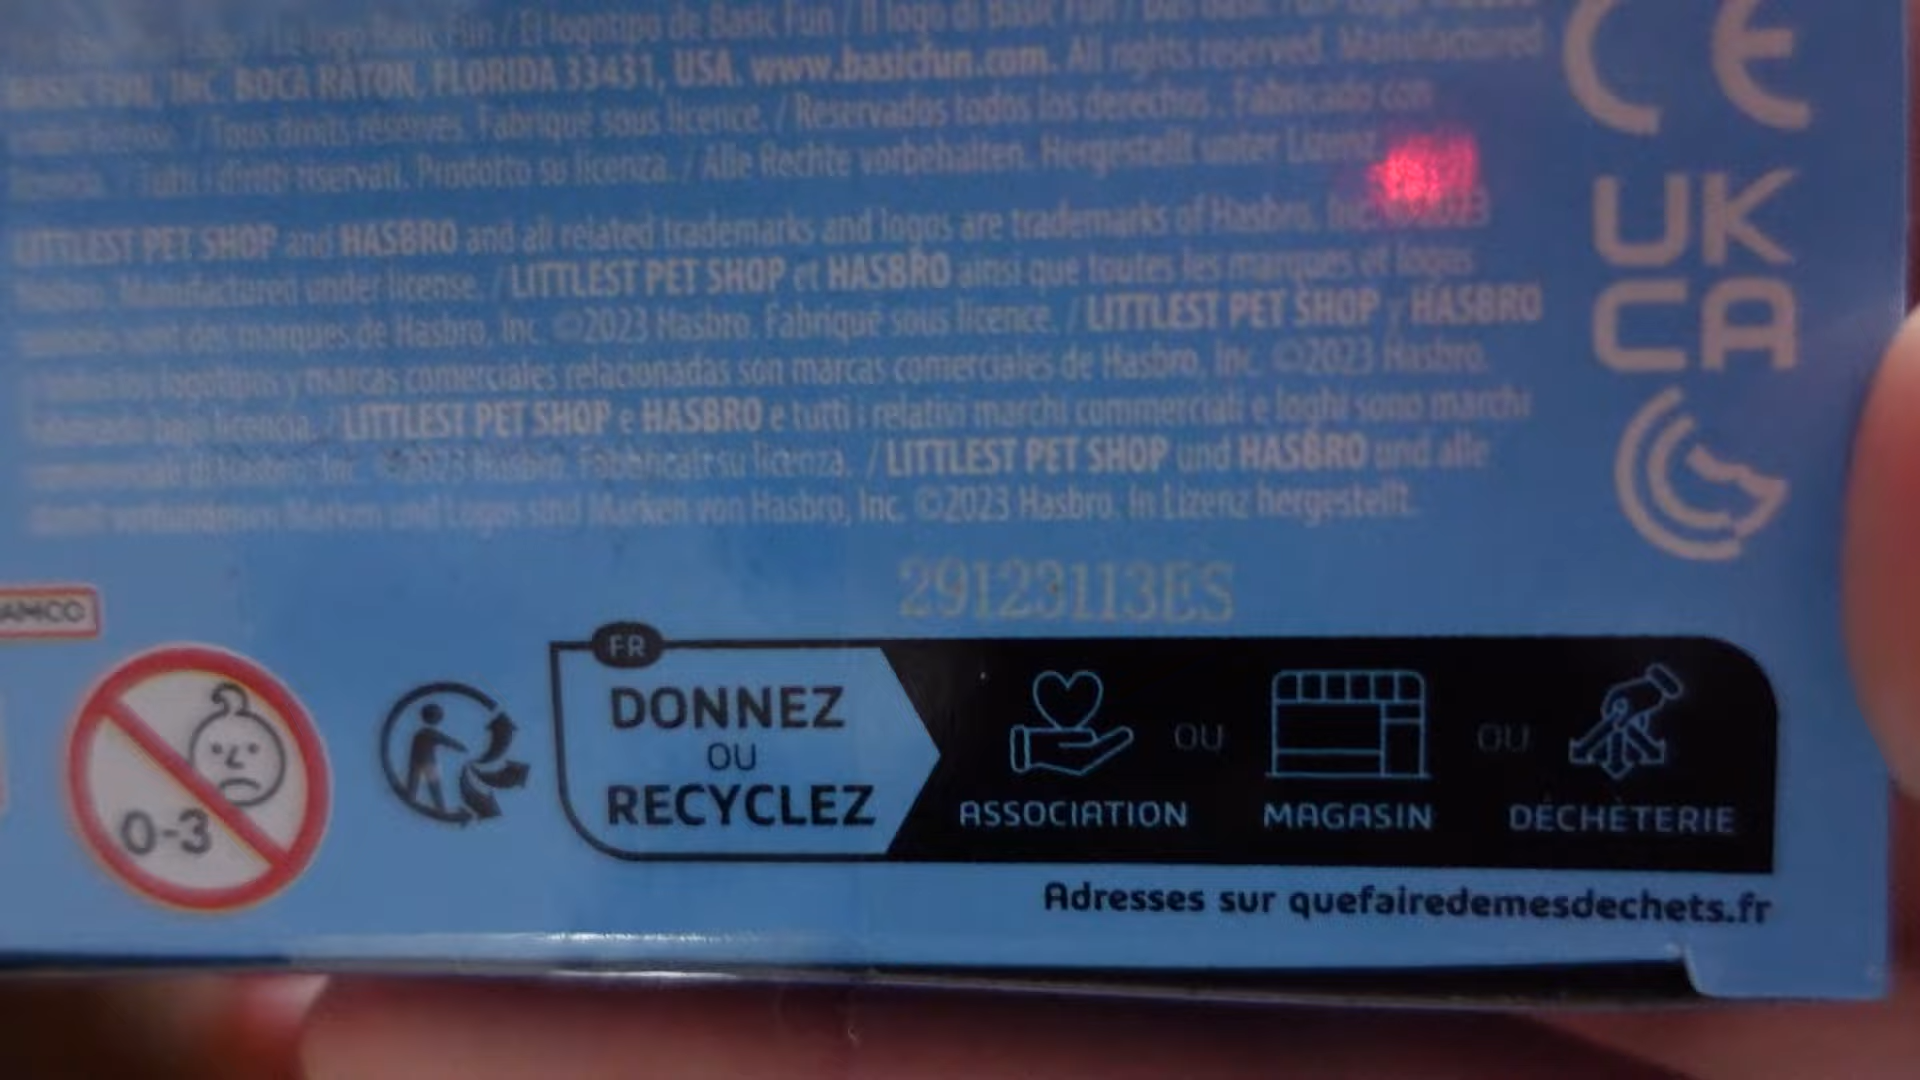 Le logo Basic Fun / El logotipo de Basic Fun / Il logo di Basic Fun / Das Basic Fun-Logo
BASIC FUN, INC. BOCA RATON, FLORIDA 33431, USA. www.basicfun.com. All rights reserved. Manufactured
under license. / Tous droits réservés. Fabriqué sous licence. / Reservados todos los derechos. Fabricado con
licencia. / Tutti i diritti riservati. Prodotto su licenza. / Alle Rechte vorbehalten. Hergestellt unter Lizenz
LITTLEST PET SHOP and HASBRO and all related trademarks and logos are trademarks of Hasbro, Inc. ©2023
Hasbro. Manufactured under license. / LITTLEST PET SHOP et HASBRO ainsi que toutes les marques et logos
associés sont des marques de Hasbro, Inc. ©2023 Hasbro. Fabriqué sous licence. / LITTLEST PET SHOP y HASBRO
y todos los logotipos y marcas comerciales relacionadas son marcas comerciales de Hasbro, Inc. ©2023 Hasbro.
Fabricado bajo licencia. / LITTLEST PET SHOP e HASBRO e tutti i relativi marchi commerciali e loghi sono marchi
commerciale di Hasbro, Inc. ©2023 Hasbro. Fabbricati su licenza. / LITTLEST PET SHOP und HASBRO und alle
damit verbundenen Marken und Logos sind Marken von Hasbro, Inc. ©2023 Hasbro. In Lizenz hergestellt.
CE
UK
CA
29123113ES
AMCO
0-3
FR
DONNEZ
OU
RECYCLEZ
ASSOCIATION
OU
MAGASIN
OU
DÉCHÈTERIE
Adresses sur quefairedemesdechets.fr